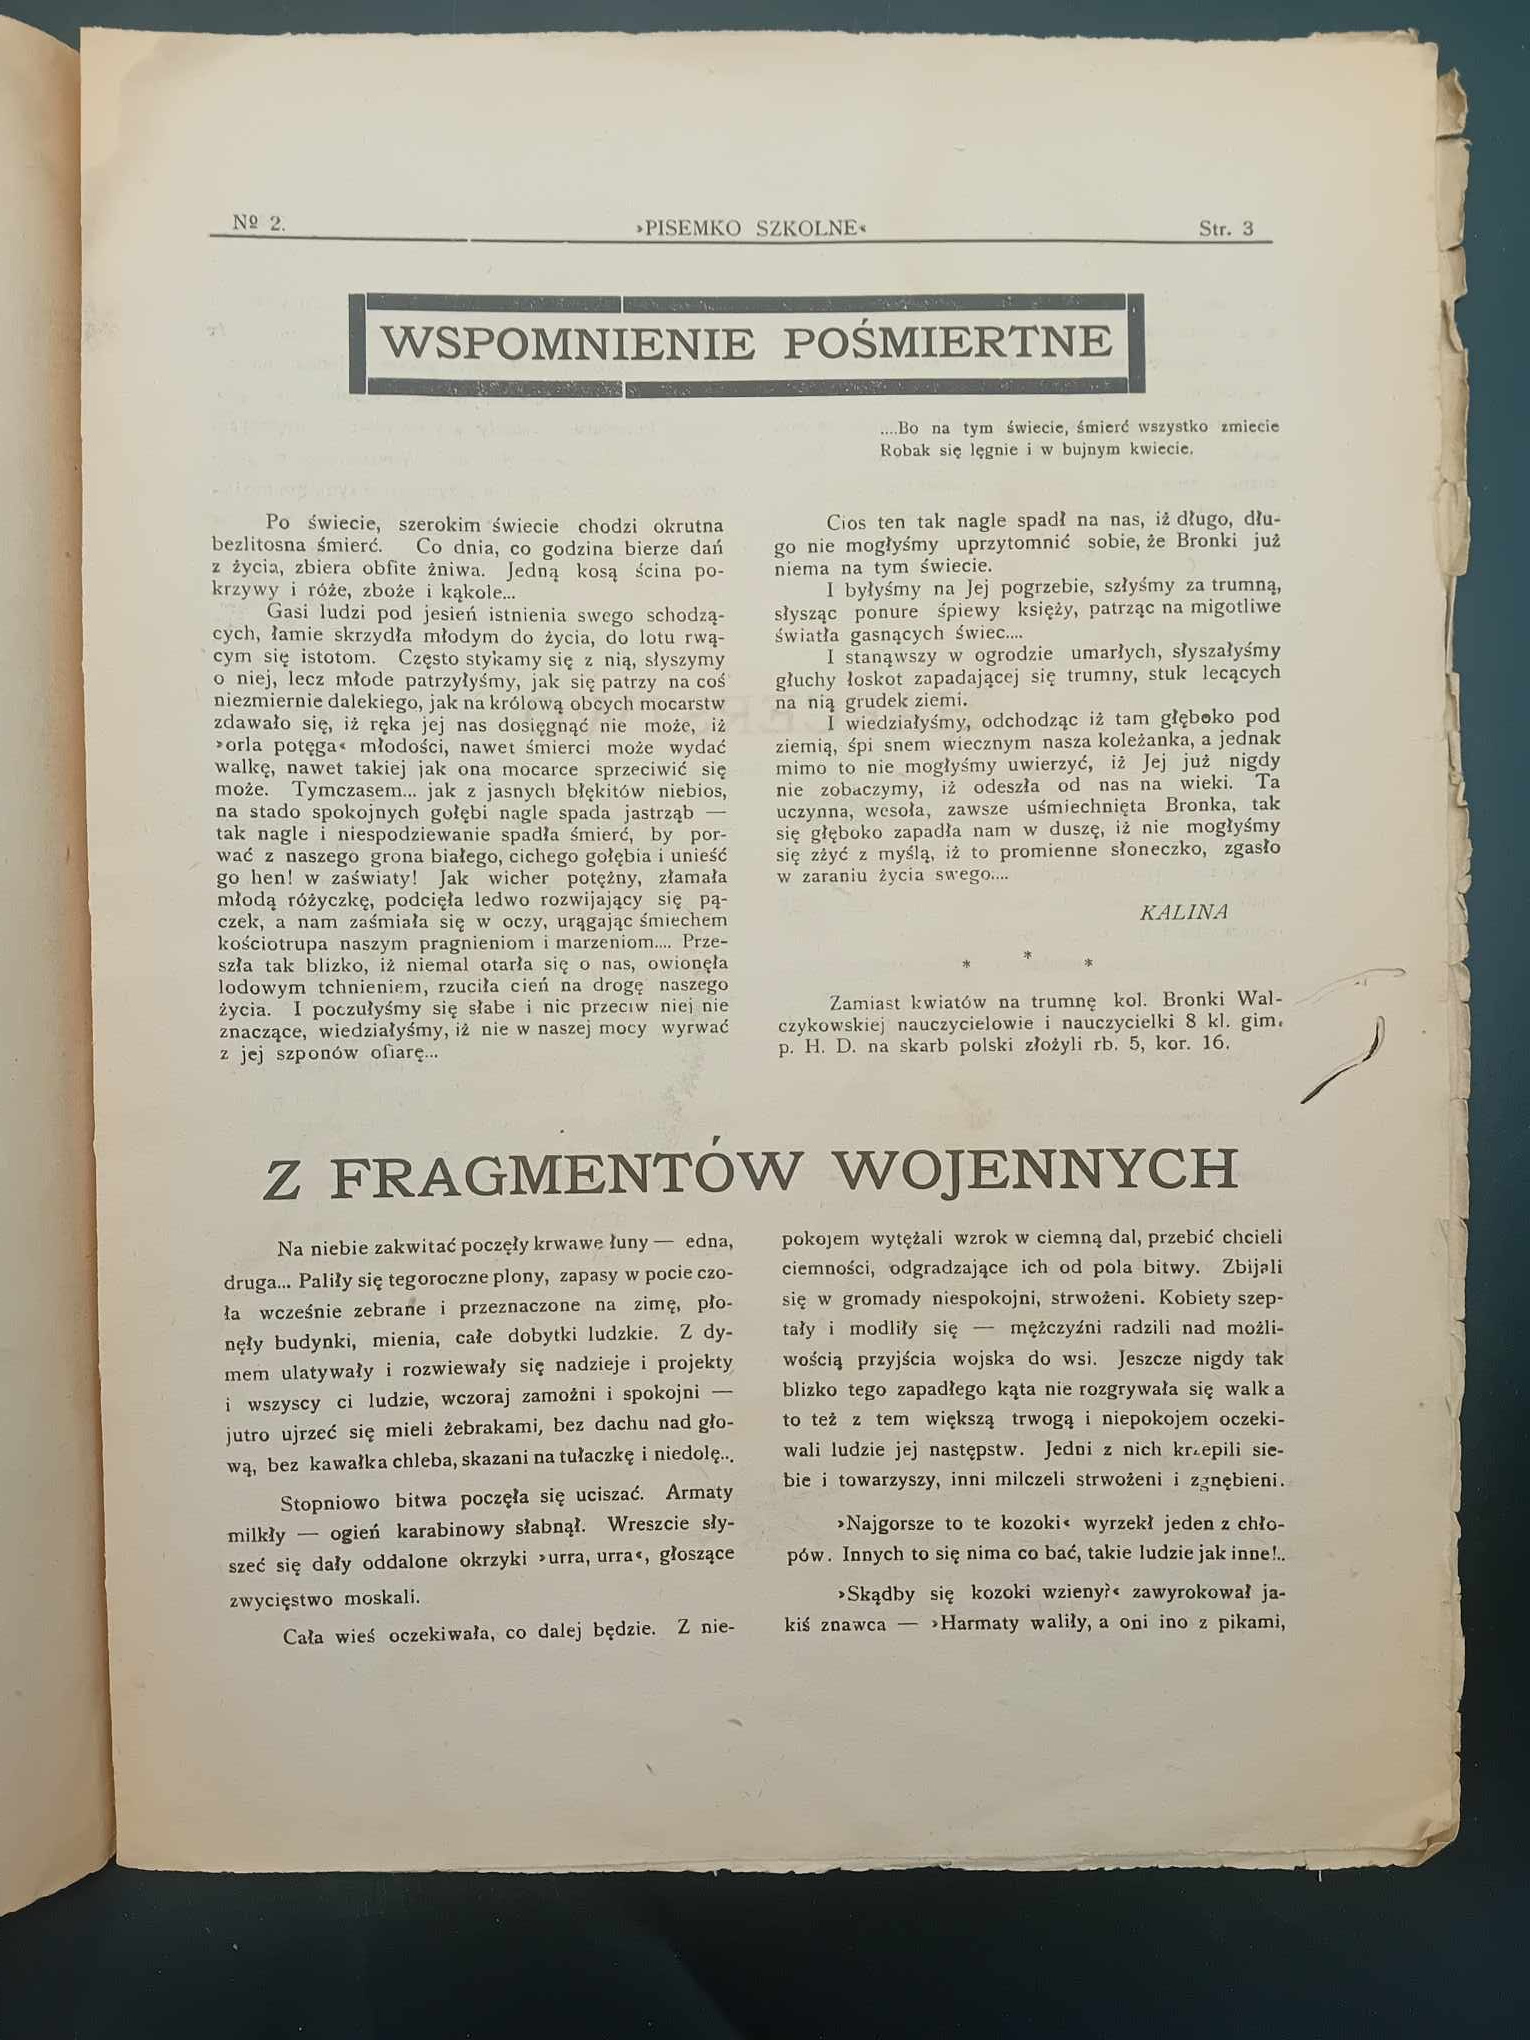 № 2.
»PISEMKO SZKOLNE«
Str. 3
WSPOMNIENIE POŚMIERTNE
....Bo na tym świecie, śmierć wszystko zmiecie
Robak się lęgnie i w bujnym kwiecie.
Po świecie, szerokim świecie chodzi okrutna
bezlitosna śmierć. Co dnia, co godzina bierze dań
z życia, zbiera obfite żniwa. Jedną kosą ścina po-
krzywy i róże, zboże i kąkole...
Gasi ludzi pod jesień istnienia swego schodzą-
cych, łamie skrzydła młodym do życia, do lotu rwą-
cym się istotom. Często stykamy się z nią, słyszymy
o niej, lecz młode patrzyłyśmy, jak się patrzy na coś
niezmiernie dalekiego, jak na królową obcych mocarstw
zdawało się, iż ręka jej nas dosięgnąć nie może, iż
»orla potęga« młodości, nawet śmierci może wydać
walkę, nawet takiej jak ona mocarce sprzeciwić się
może. Tymczasem... jak z jasnych błękitów niebios,
na stado spokojnych gołębi nagle spada jastrząb —
tak nagle i niespodziewanie spadła śmierć, by por-
wać z naszego grona białego, cichego gołębia i unieść
go hen! w zaświaty! Jak wicher potężny, złamała
młodą różyczkę, podcięła ledwo rozwijający się pą-
czek, a nam zaśmiała się w oczy, urągając śmiechem
kościotrupa naszym pragnieniom i marzeniom.... Prze-
szła tak blizko, iż niemal otarła się o nas, owionęła
lodowym tchnieniem, rzuciła cień na drogę naszego
życia. I poczułyśmy się słabe i nic przeciw niej nie
znaczące, wiedziałyśmy, iż nie w naszej mocy wyrwać
z jej szponów ofiarę...
Cios ten tak nagle spadł na nas, iż długo, dłu-
go nie mogłyśmy uprzytomnić sobie, że Bronki już
niema na tym świecie.
I byłyśmy na Jej pogrzebie, szłyśmy za trumną,
słysząc ponure śpiewy księży, patrząc na migotliwe
światła gasnących świec....
I stanąwszy w ogrodzie umarłych, słyszałyśmy
głuchy łoskot zapadającej się trumny, stuk lecących
na nią grudek ziemi.
I wiedziałyśmy, odchodząc iż tam głęboko pod
ziemią, śpi snem wiecznym nasza koleżanka, a jednak
mimo to nie mogłyśmy uwierzyć, iż Jej już nigdy
nie zobaczymy, iż odeszła od nas na wieki. Ta
uczynna, wesoła, zawsze uśmiechnięta Bronka, tak
się głęboko zapadła nam w duszę, iż nie mogłyśmy
się zżyć z myślą, iż to promienne słoneczko, zgasło
w zaraniu życia swego....
KALINA
* * *
Zamiast kwiatów na trumnę kol. Bronki Wal-
czykowskiej nauczycielowie i nauczycielki 8 kl. gim.
p. H. D. na skarb polski złożyli rb. 5, kor. 16.
Z FRAGMENTÓW WOJENNYCH
Na niebie zakwitać poczęły krwawe łuny — edna,
druga... Paliły się tegoroczne plony, zapasy w pocie czo-
ła wcześnie zebrane i przeznaczone na zimę, pło-
nęły budynki, mienia, całe dobytki ludzkie. Z dy-
mem ulatywały i rozwiewały się nadzieje i projekty
i wszyscy ci ludzie, wczoraj zamożni i spokojni —
jutro ujrzeć się mieli żebrakami, bez dachu nad gło-
wą, bez kawałka chleba, skazani na tułaczkę i niedolę...
Stopniowo bitwa poczęła się uciszać. Armaty
milkły — ogień karabinowy słabnął. Wreszcie sły-
szeć się dały oddalone okrzyki »urra, urra«, głoszące
zwycięstwo moskali.
Cała wieś oczekiwała, co dalej będzie. Z nie-
pokojem wytężali wzrok w ciemną dal, przebić chcieli
ciemności, odgradzające ich od pola bitwy. Zbijali
się w gromady niespokojni, strwożeni. Kobiety szep-
tały i modliły się — mężczyźni radzili nad możli-
wością przyjścia wojska do wsi. Jeszcze nigdy tak
blizko tego zapadłego kąta nie rozgrywała się walk a
to też z tem większą trwogą i niepokojem oczeki-
wali ludzie jej następstw. Jedni z nich krzepili sie-
bie i towarzyszy, inni milczeli strwożeni i zgnębieni.
»Najgorsze to te kozoki« wyrzekł jeden z chło-
pów. Innych to się nima co bać, takie ludzie jak inne!..
»Skądby się kozoki wzieny?« zawyrokował ja-
kiś znawca — »Harmaty waliły, a oni ino z pikami,